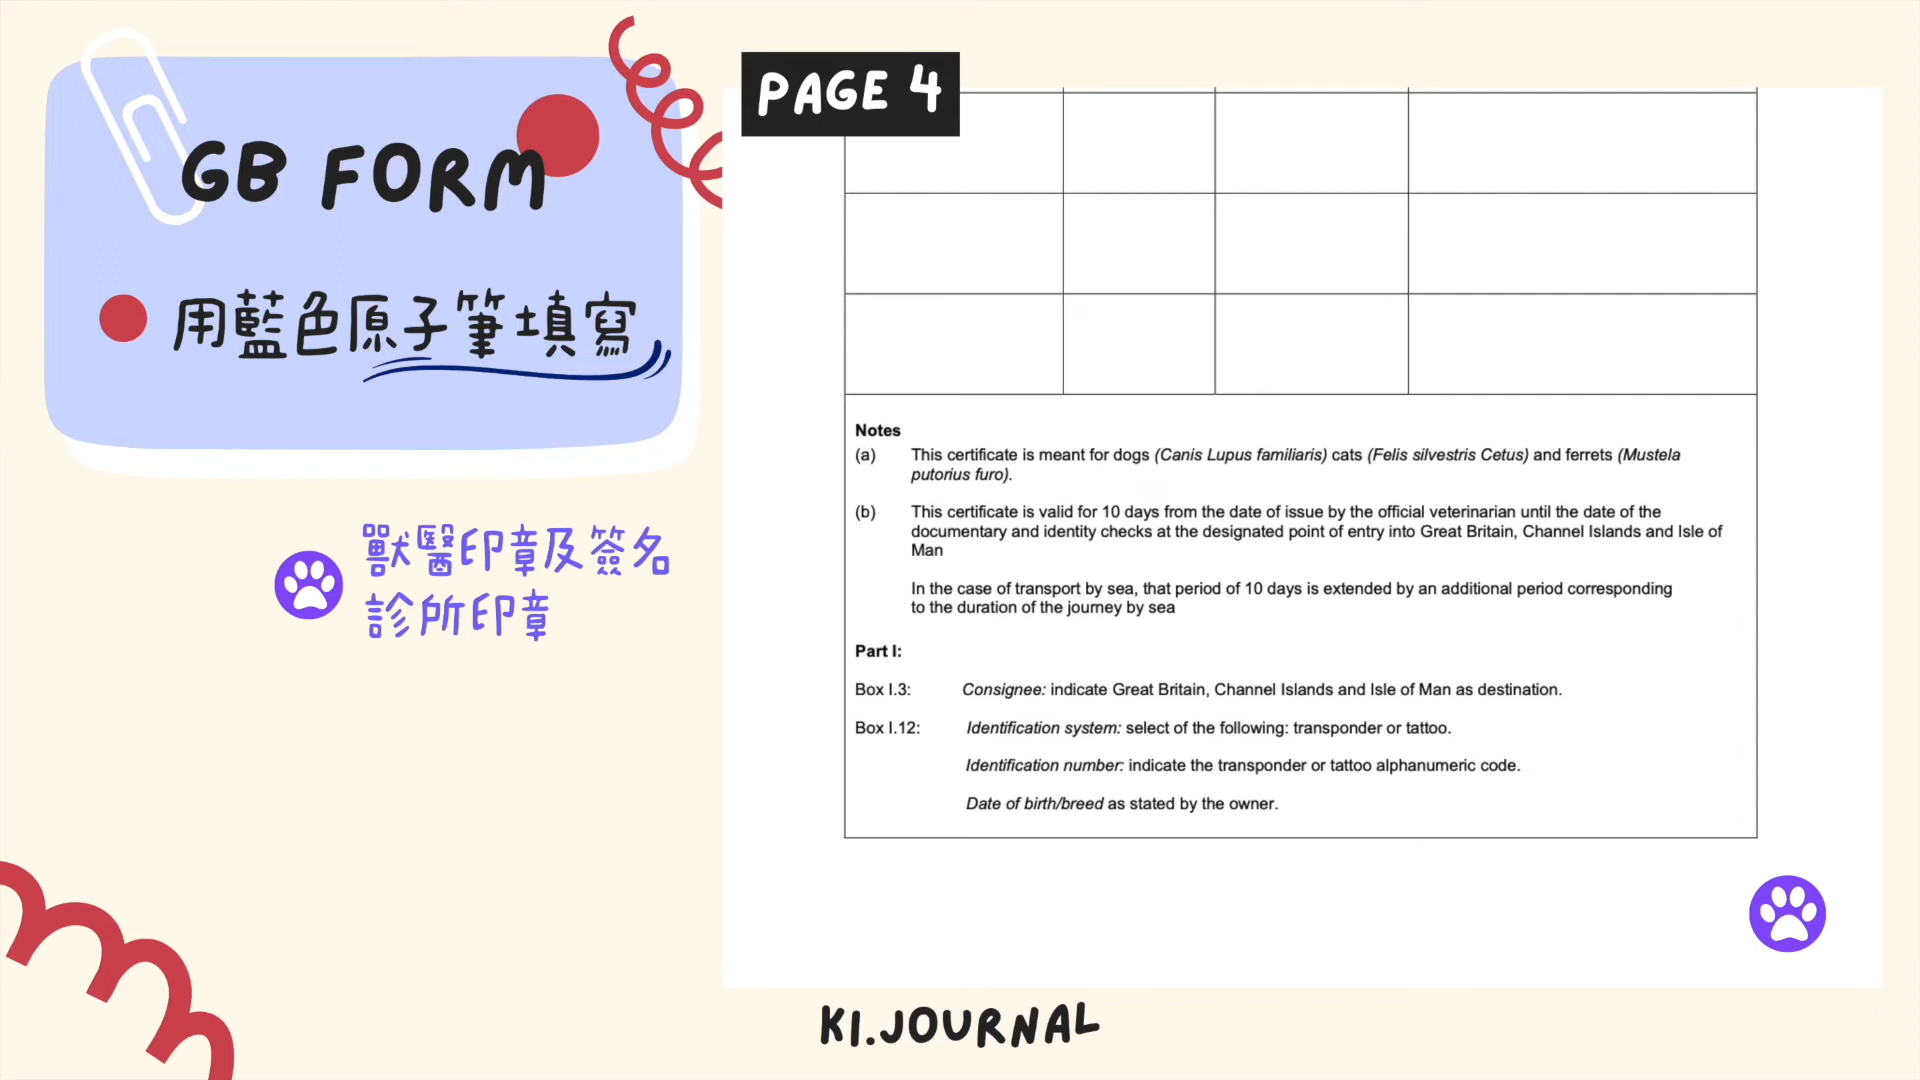 GB FORM
用藍色原子筆填寫
獸醫印章及簽名
診所印章
PAGE 4
Notes
(a) This certificate is meant for dogs (Canis Lupus familiaris) cats (Felis silvestris Cetus) and ferrets (Mustela
putorius furo).
(b) This certificate is valid for 10 days from the date of issue by the official veterinarian until the date of the
documentary and identity checks at the designated point of entry into Great Britain, Channel Islands and Isle of
Man
In the case of transport by sea, that period of 10 days is extended by an additional period corresponding
to the duration of the journey by sea
Part I:
Box I.3: Consignee: indicate Great Britain, Channel Islands and Isle of Man as destination.
Box I.12: Identification system: select of the following: transponder or tattoo.
Identification number: indicate the transponder or tattoo alphanumeric code.
Date of birth/breed as stated by the owner.
KI.JOURNAL